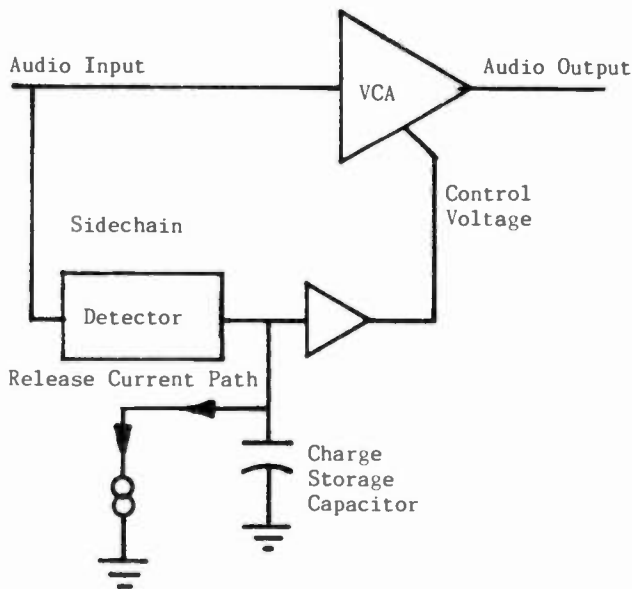 Audio Input
VCA
Audio Output
Control
Voltage
Sidechain
Detector
Release Current Path
Charge
Storage
Capacitor